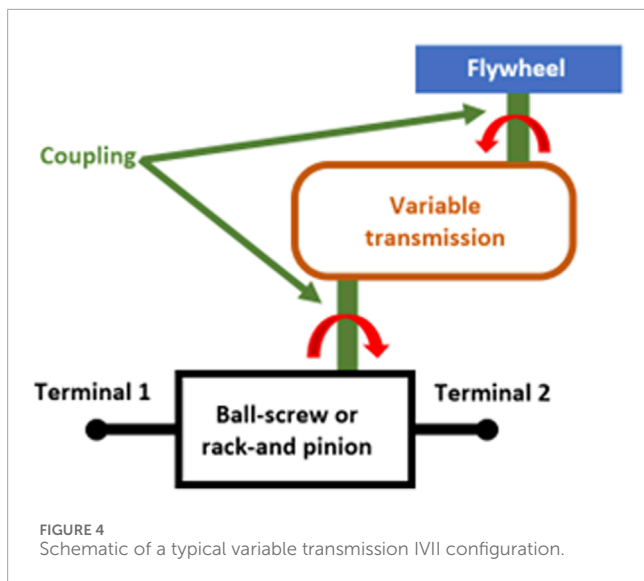 Flywheel
Coupling
Variable
transmission
Terminal 1
Terminal 2
Ball-screw or
rack-and pinion
FIGURE 4
Schematic of a typical variable transmission IVII configuration.